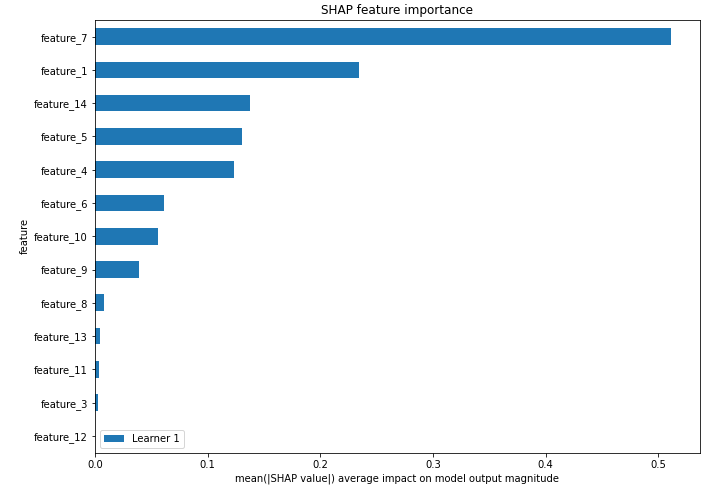 SHAP feature importance
feature_7
feature_1
feature_14
feature_5
feature_4
feature_6
feature_10
feature_9
feature_8
feature_13
feature_11
feature_3
feature_12
feature
Learner 1
0.0 0.1 0.2 0.3 0.4 0.5
mean(|SHAP value|) average impact on model output magnitude